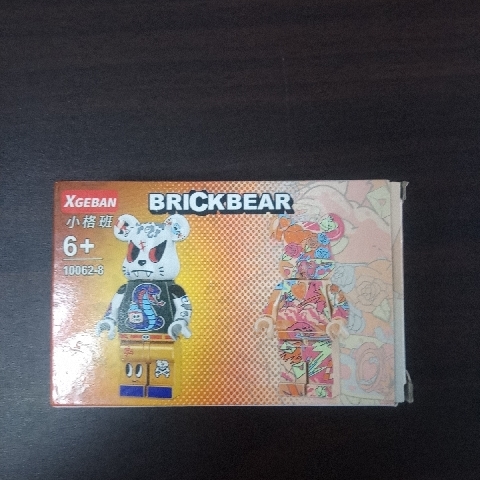 XGEBAN
小格班
BRICKBEAR
6+
10062-8